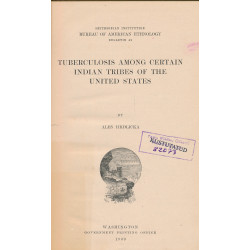 SMITHSONIAN INSTITUTION
BUREAU OF AMERICAN ETHNOLOGY
BULLETIN 42
TUBERCULOSIS AMONG CERTAIN
INDIAN TRIBES OF THE
UNITED STATES
BY
ALEŠ HRDLIČKA
WASHINGTON
GOVERNMENT PRINTING OFFICE
1909